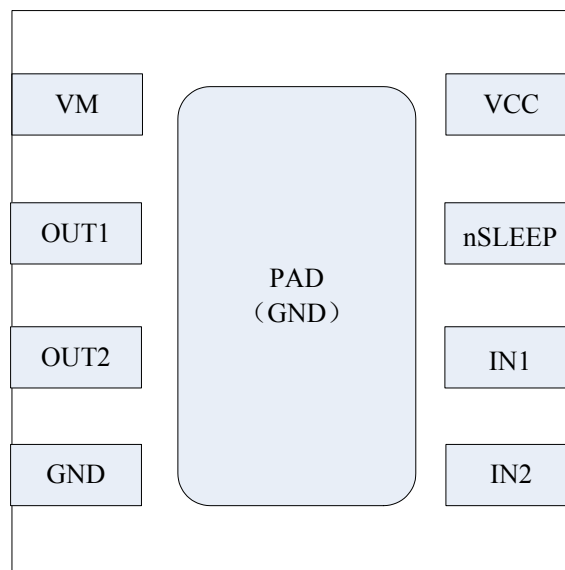 VM
VCC
OUT1
nSLEEP
PAD
（GND）
OUT2
IN1
GND
IN2